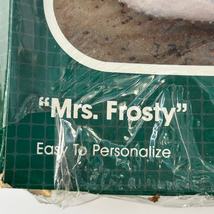 "Mrs. Frosty"
Easy To Personalize